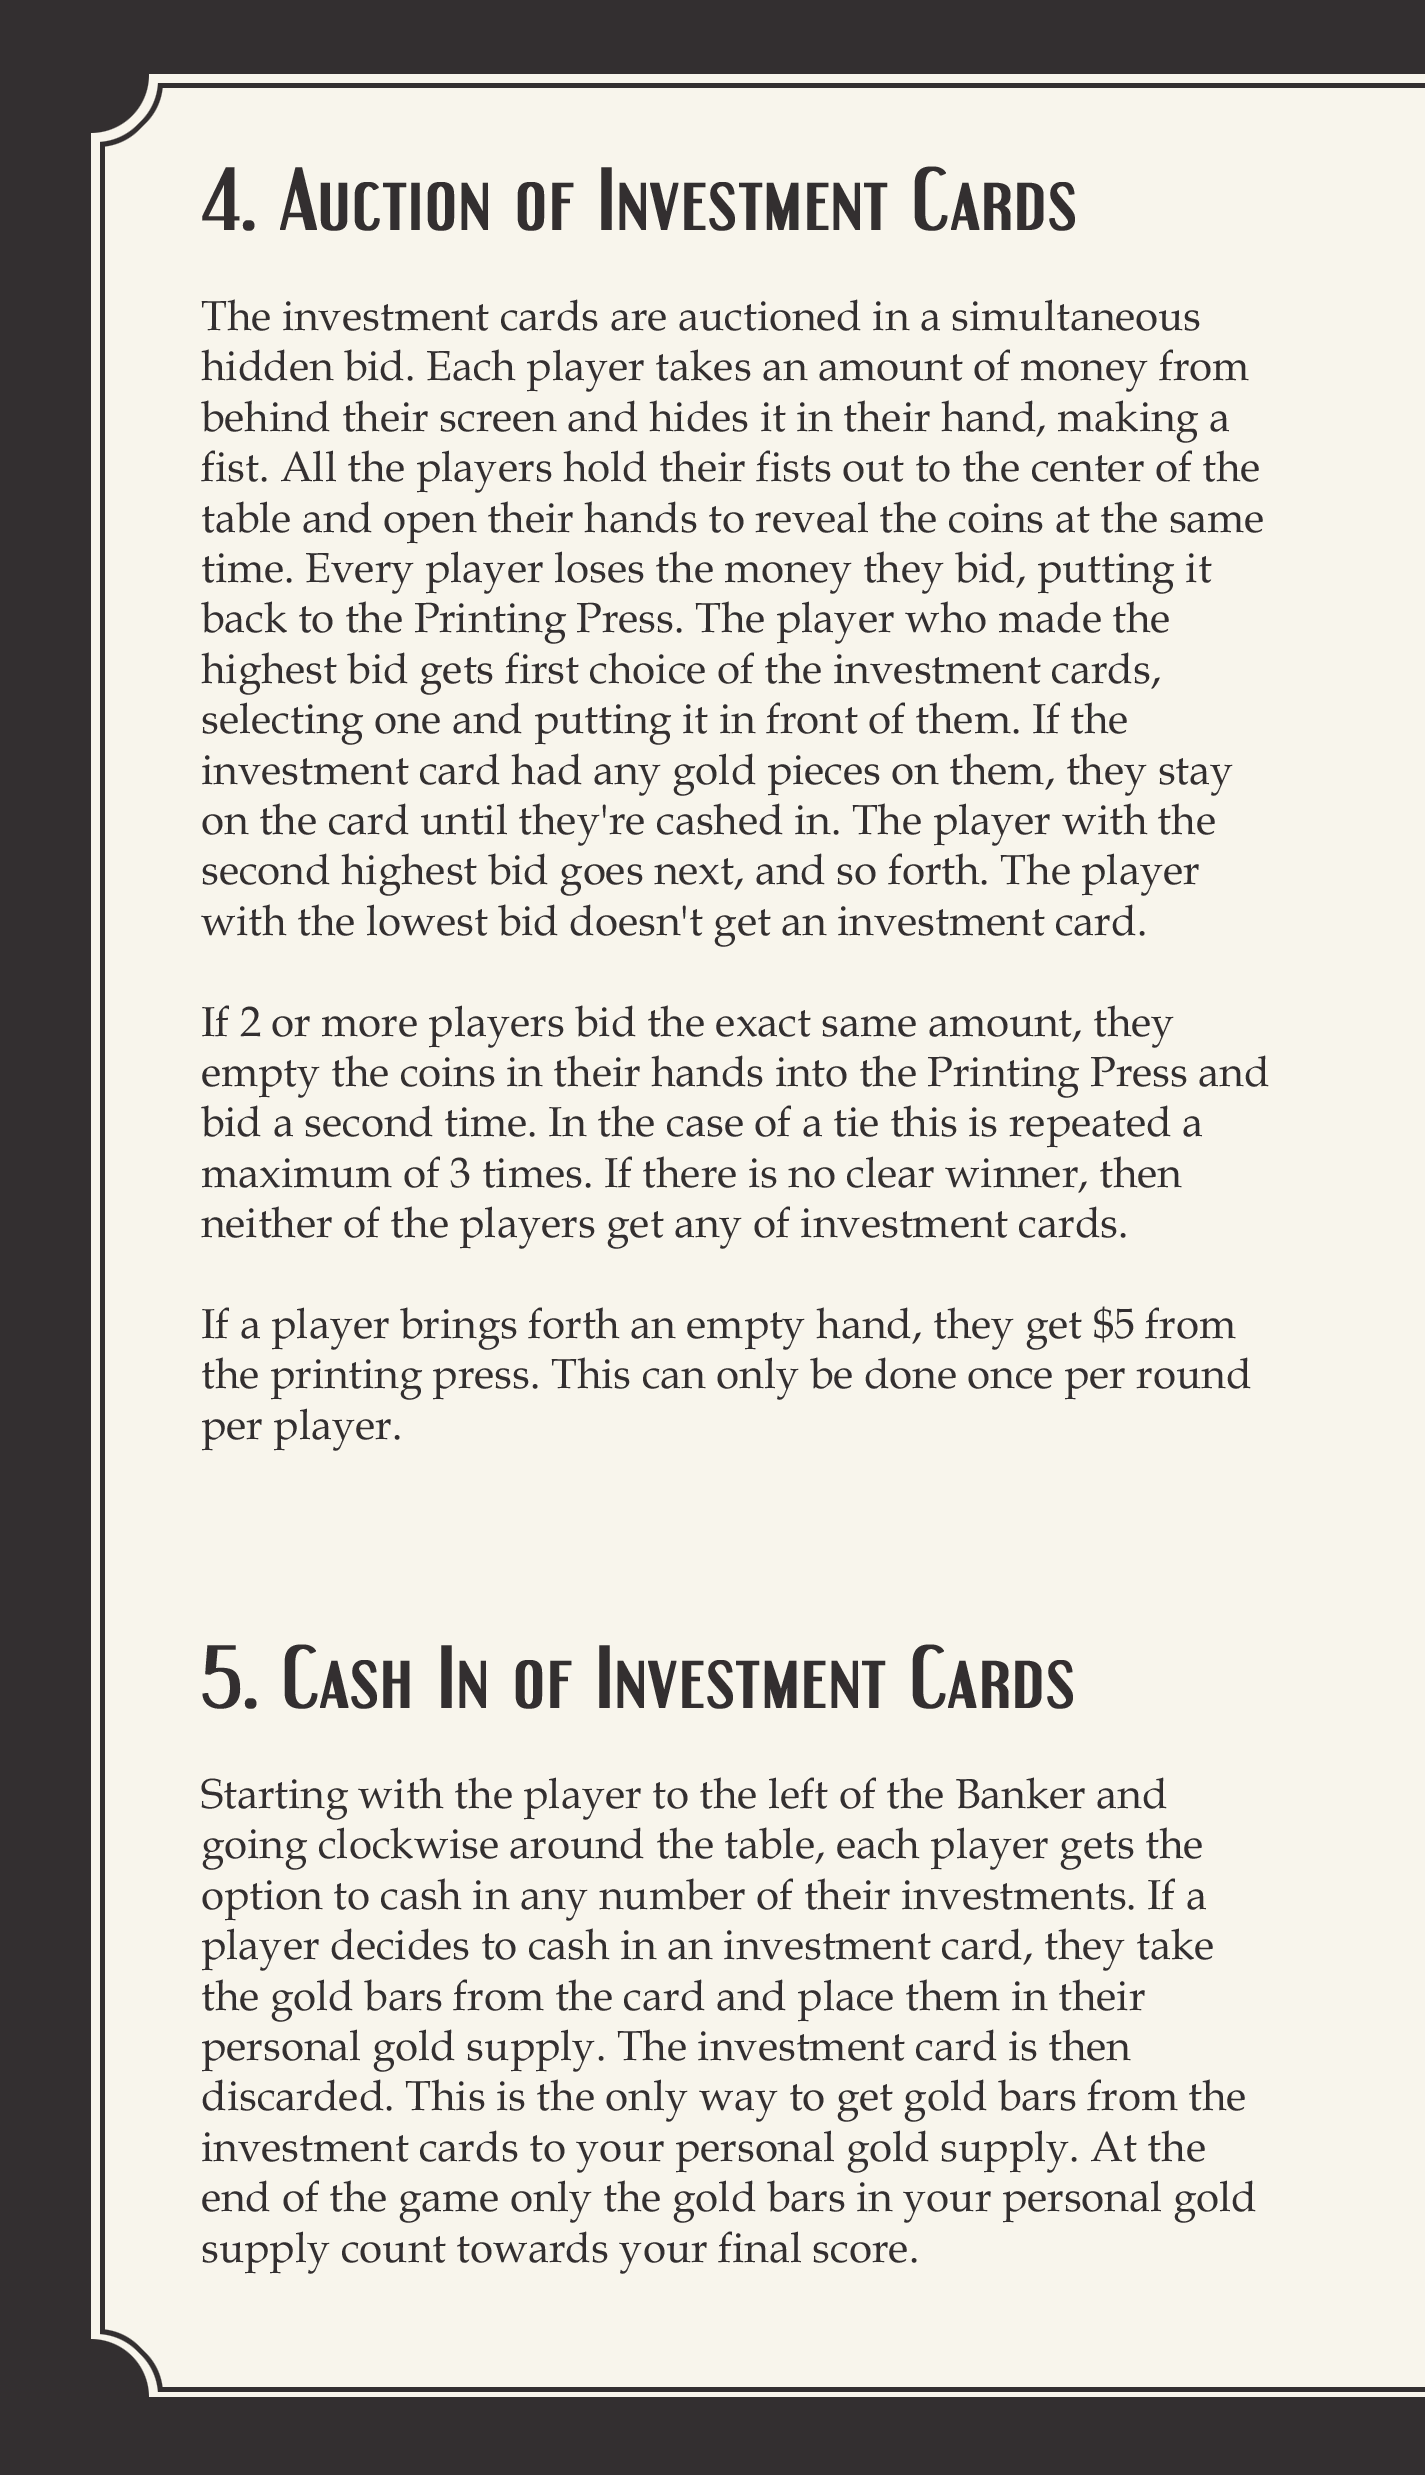 4. Auction of Investment Cards
The investment cards are auctioned in a simultaneous
hidden bid. Each player takes an amount of money from
behind their screen and hides it in their hand, making a
fist. All the players hold their fists out to the center of the
table and open their hands to reveal the coins at the same
time. Every player loses the money they bid, putting it
back to the Printing Press. The player who made the
highest bid gets first choice of the investment cards,
selecting one and putting it in front of them. If the
investment card had any gold pieces on them, they stay
on the card until they're cashed in. The player with the
second highest bid goes next, and so forth. The player
with the lowest bid doesn't get an investment card.
If 2 or more players bid the exact same amount, they
empty the coins in their hands into the Printing Press and
bid a second time. In the case of a tie this is repeated a
maximum of 3 times. If there is no clear winner, then
neither of the players get any of investment cards.
If a player brings forth an empty hand, they get $5 from
the printing press. This can only be done once per round
per player.
5. Cash In of Investment Cards
Starting with the player to the left of the Banker and
going clockwise around the table, each player gets the
option to cash in any number of their investments. If a
player decides to cash in an investment card, they take
the gold bars from the card and place them in their
personal gold supply. The investment card is then
discarded. This is the only way to get gold bars from the
investment cards to your personal gold supply. At the
end of the game only the gold bars in your personal gold
supply count towards your final score.